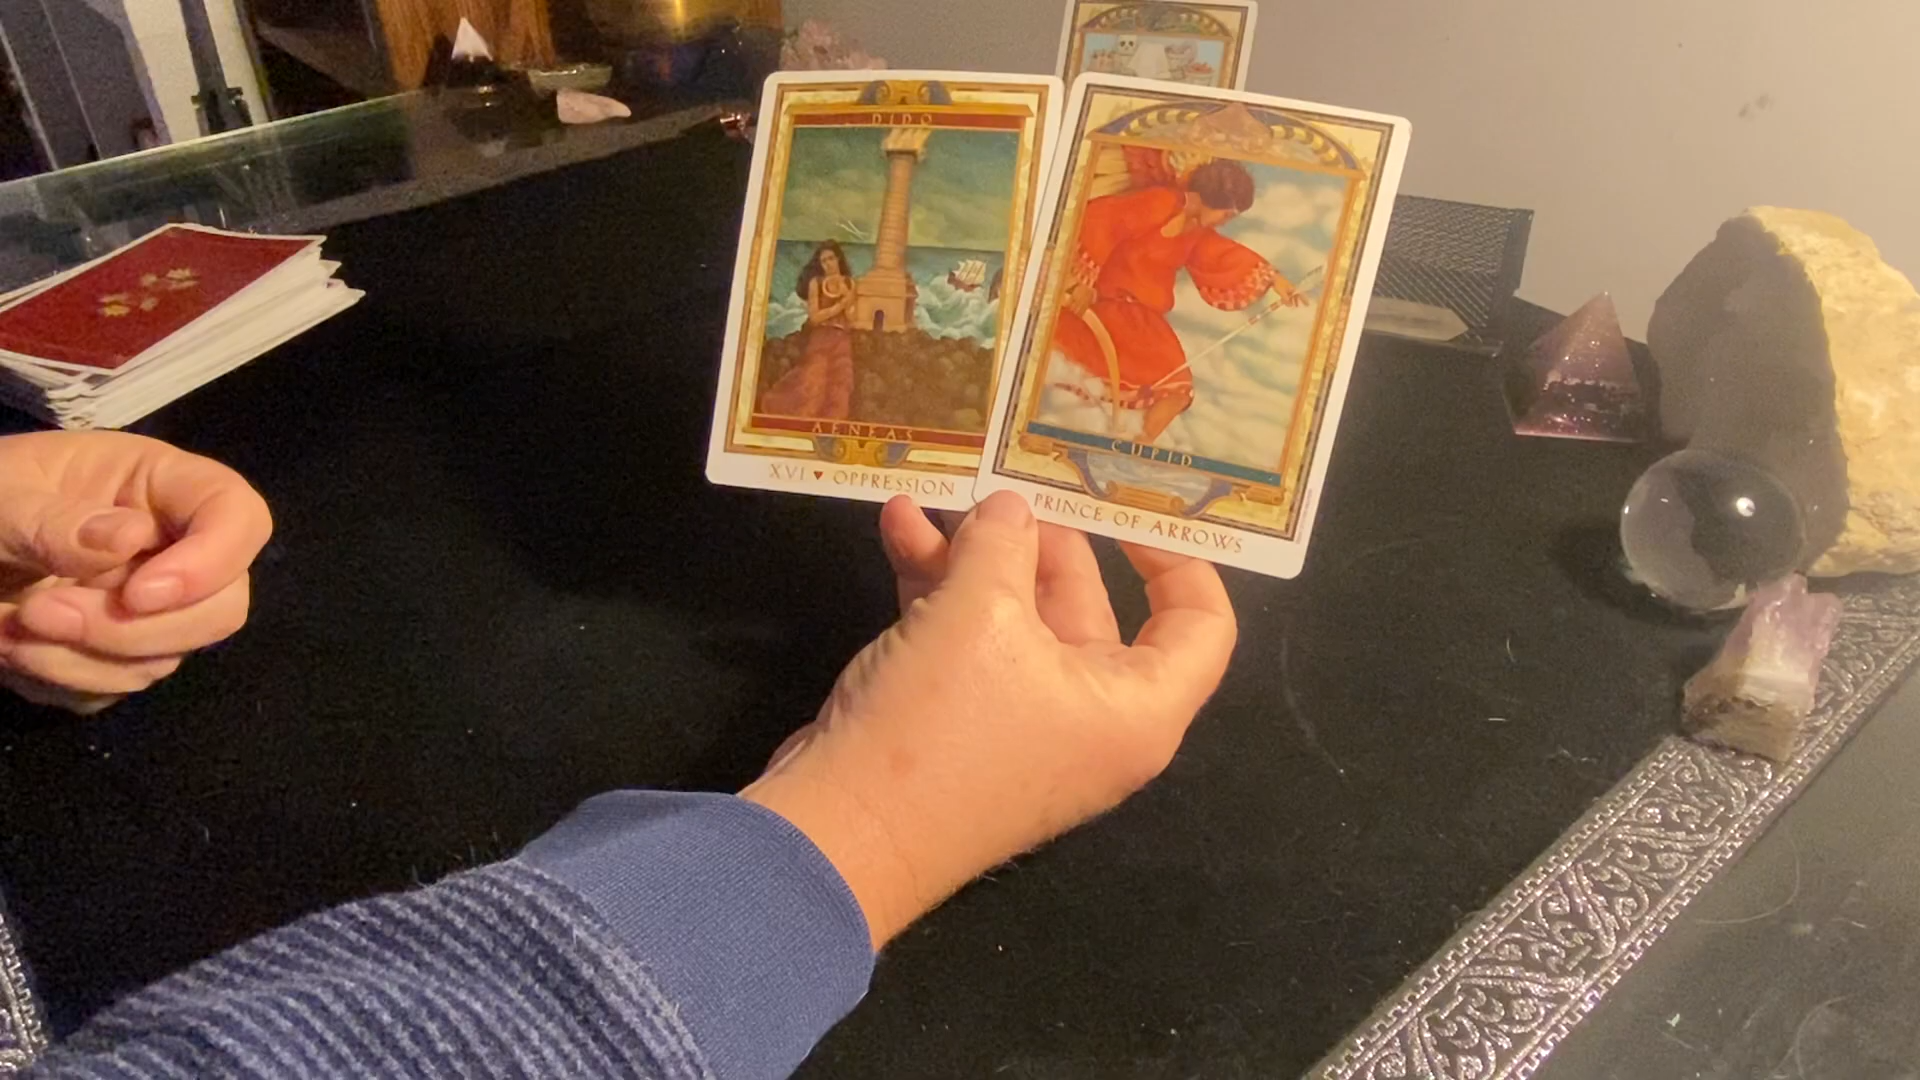 DIDO
AENEAS
XVI ♥ OPPRESSION
CUPID
PRINCE OF ARROWS